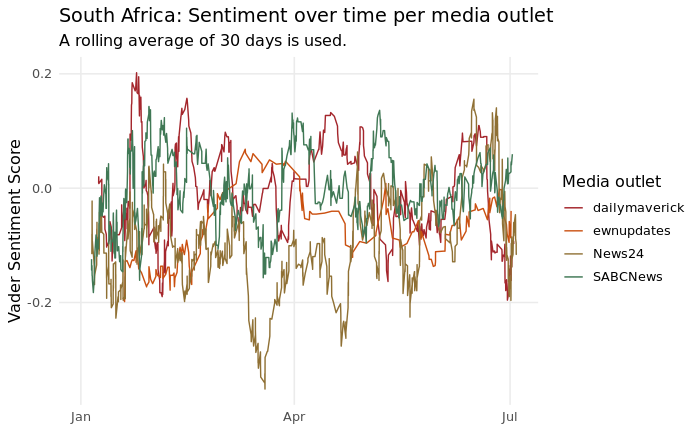 South Africa: Sentiment over time per media outlet
A rolling average of 30 days is used.
Vader Sentiment Score
0.2
0.0
-0.2
Jan
Apr
Jul
Media outlet
dailymaverick
ewnupdates
News24
SABCNews